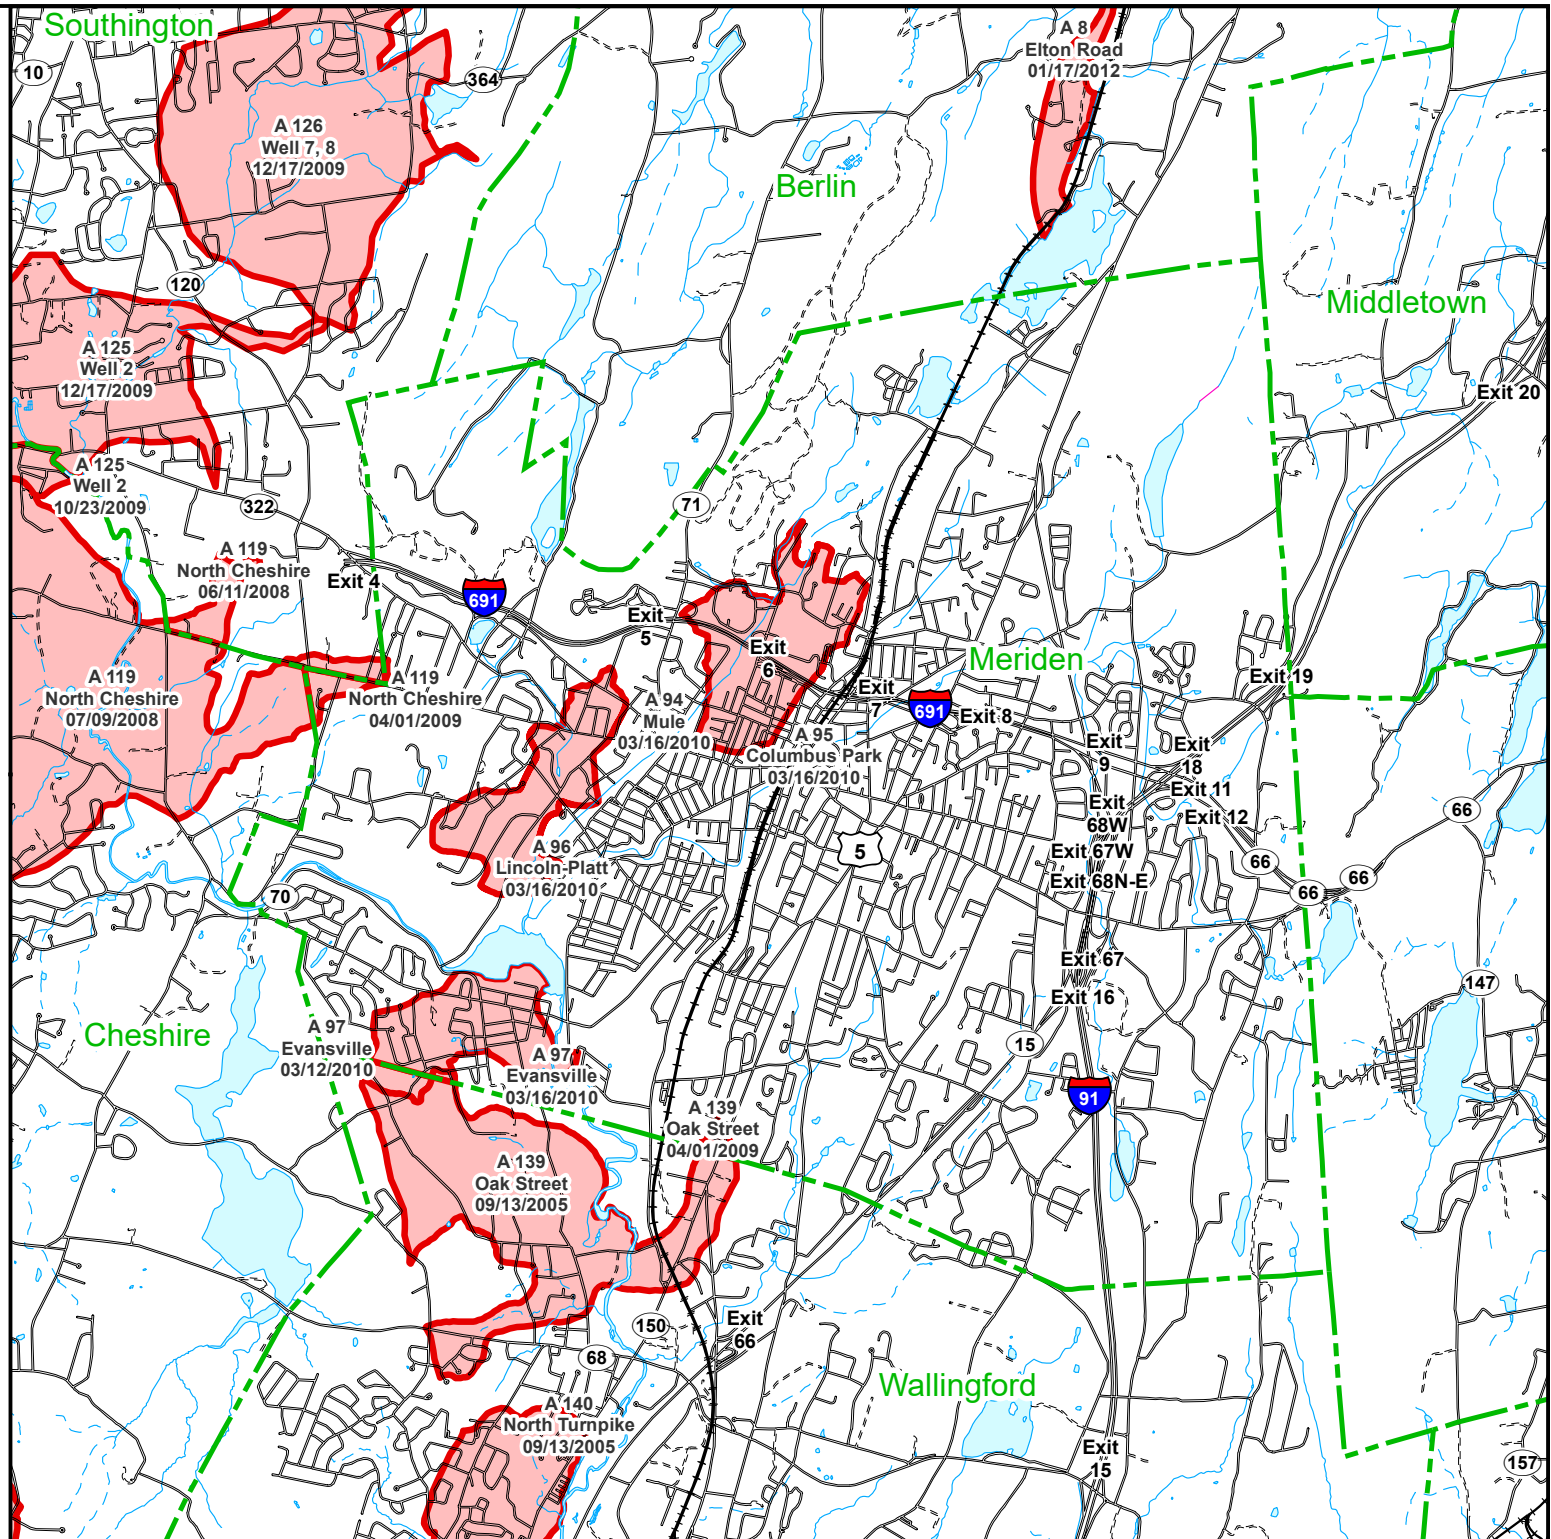 Southington
10
364
A 8
Elton Road
01/17/2012
A 126
Well 7, 8
12/17/2009
Berlin
120
Middletown
A 125
Well 2
12/17/2009
Exit 20
A 125
Well 2
10/23/2009
322
71
A 119
North Cheshire
06/11/2008
Exit 4
691
Exit
5
Exit
6
Meriden
A 119
North Cheshire
07/09/2008
A 119
North Cheshire
04/01/2009
A 94
Mule
03/16/2010
Exit
7
691
Exit 8
Exit 19
A 95
Columbus Park
03/16/2010
Exit
9
Exit
18
Exit 11
Exit 12
Exit
68W
Exit 67W
Exit 68N-E
66
5
A 96
Lincoln-Platt
03/16/2010
66
66
66
70
Exit 67
Exit 16
147
Cheshire
A 97
Evansville
03/12/2010
A 97
Evansville
03/16/2010
15
91
A 139
Oak Street
04/01/2009
A 139
Oak Street
09/13/2005
150
Exit
66
68
Wallingford
A 140
North Turnpike
09/13/2005
Exit
15
157